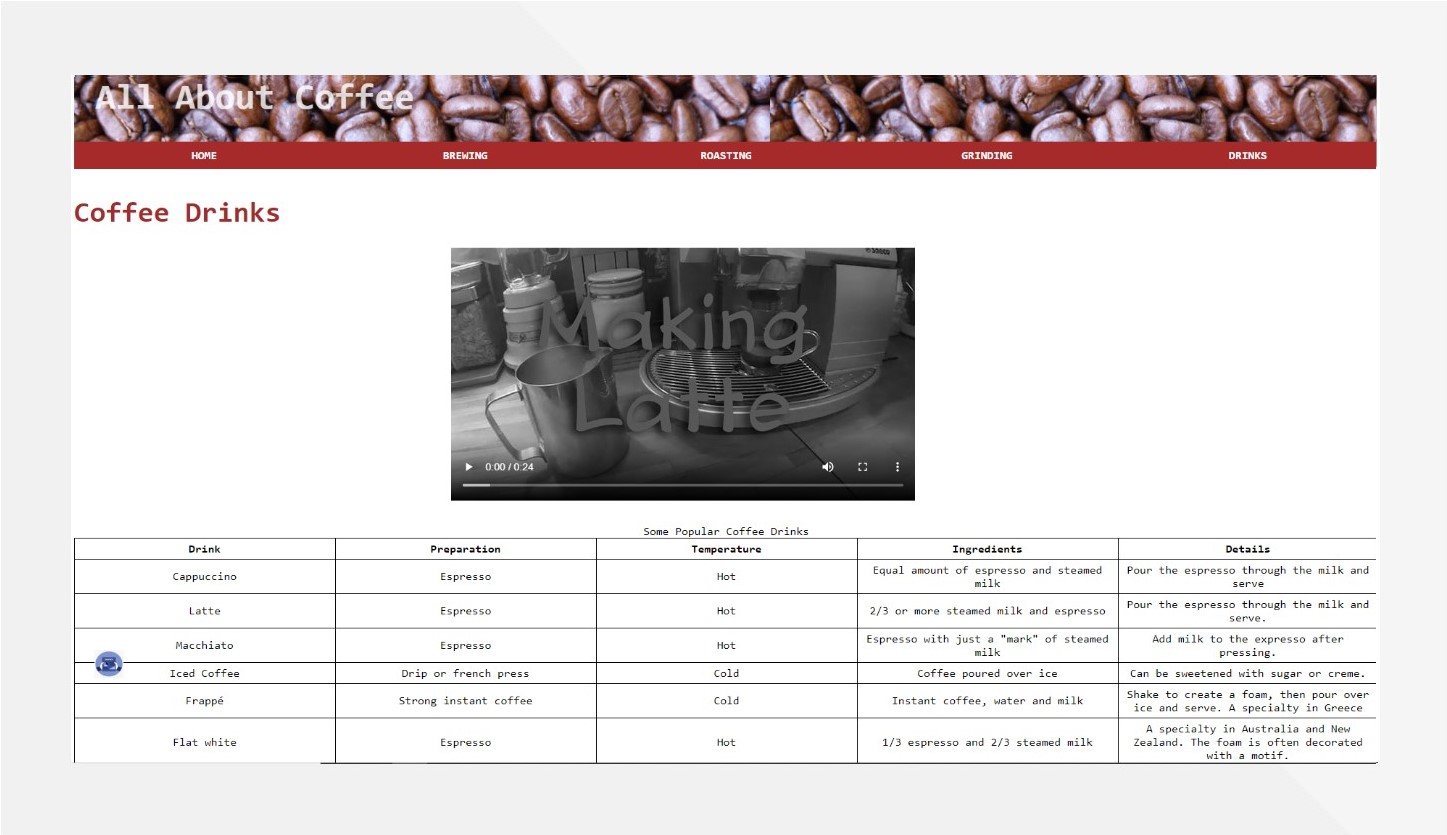 All About Coffee
HOME BREWING ROASTING GRINDING DRINKS
Coffee Drinks
Making
Latte
0:00 / 0:24
Some Popular Coffee Drinks
Drink Preparation Temperature Ingredients Details
Cappuccino Espresso Hot Equal amount of espresso and steamed milk Pour the espresso through the milk and serve
Latte Espresso Hot 2/3 or more steamed milk and espresso Pour the espresso through the milk and serve.
Macchiato Espresso Hot Espresso with just a "mark" of steamed milk Add milk to the expresso after pressing.
Iced Coffee Drip or french press Cold Coffee poured over ice Can be sweetened with sugar or creme.
Frappé Strong instant coffee Cold Instant coffee, water and milk Shake to create a foam, then pour over ice and serve. A specialty in Greece
Flat white Espresso Hot 1/3 espresso and 2/3 steamed milk A specialty in Australia and New Zealand. The foam is often decorated with a motif.